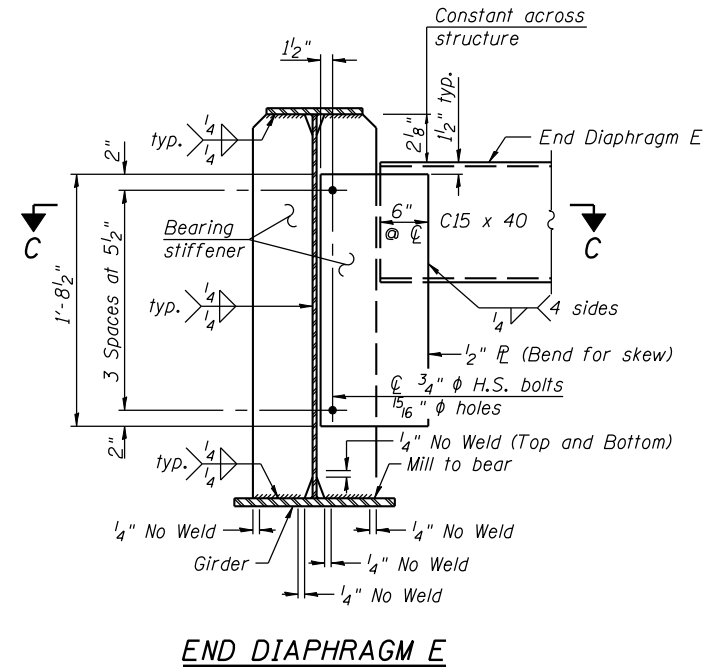 Constant across
structure
1½"
1½" typ.
2⅛"
End Diaphragm E
typ.
¼
¼
2"
6"
@ ℄
C15 x 40
C
C
Bearing
stiffener
1'-8½"
3 Spaces at 5½"
typ.
¼
¼
¼
4 sides
½" ℙ (Bend for skew)
℄ ¾" ϕ H.S. bolts
15/16" ϕ holes
¼" No Weld (Top and Bottom)
Mill to bear
2"
typ.
¼
¼
¼" No Weld
¼" No Weld
Girder
¼" No Weld
¼" No Weld
END DIAPHRAGM E